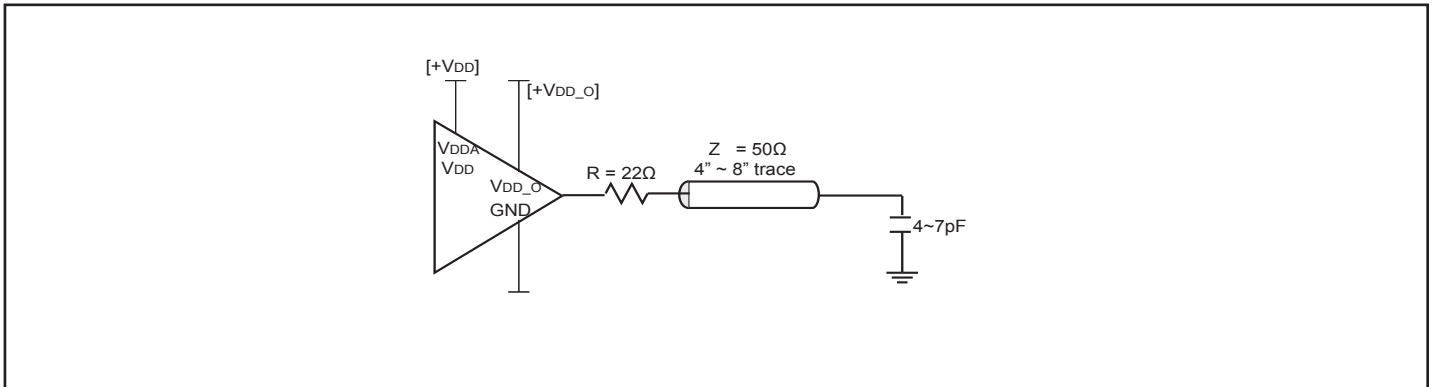 [+VDD]
[+VDD_O]
VDDA
VDD
VDD_O
GND
R = 22Ω
Z = 50Ω
4” ~ 8” trace
4~7pF